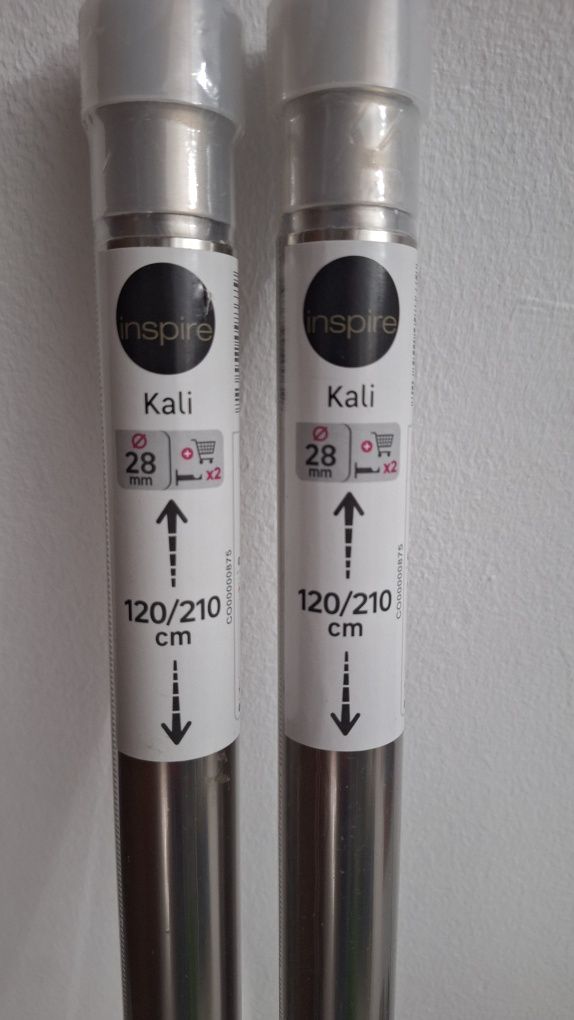 inspire
Kali
Ø
28
mm
+
x2
120/210
cm
CO00000875
inspire
Kali
Ø
28
mm
+
x2
120/210
cm
CO00000875